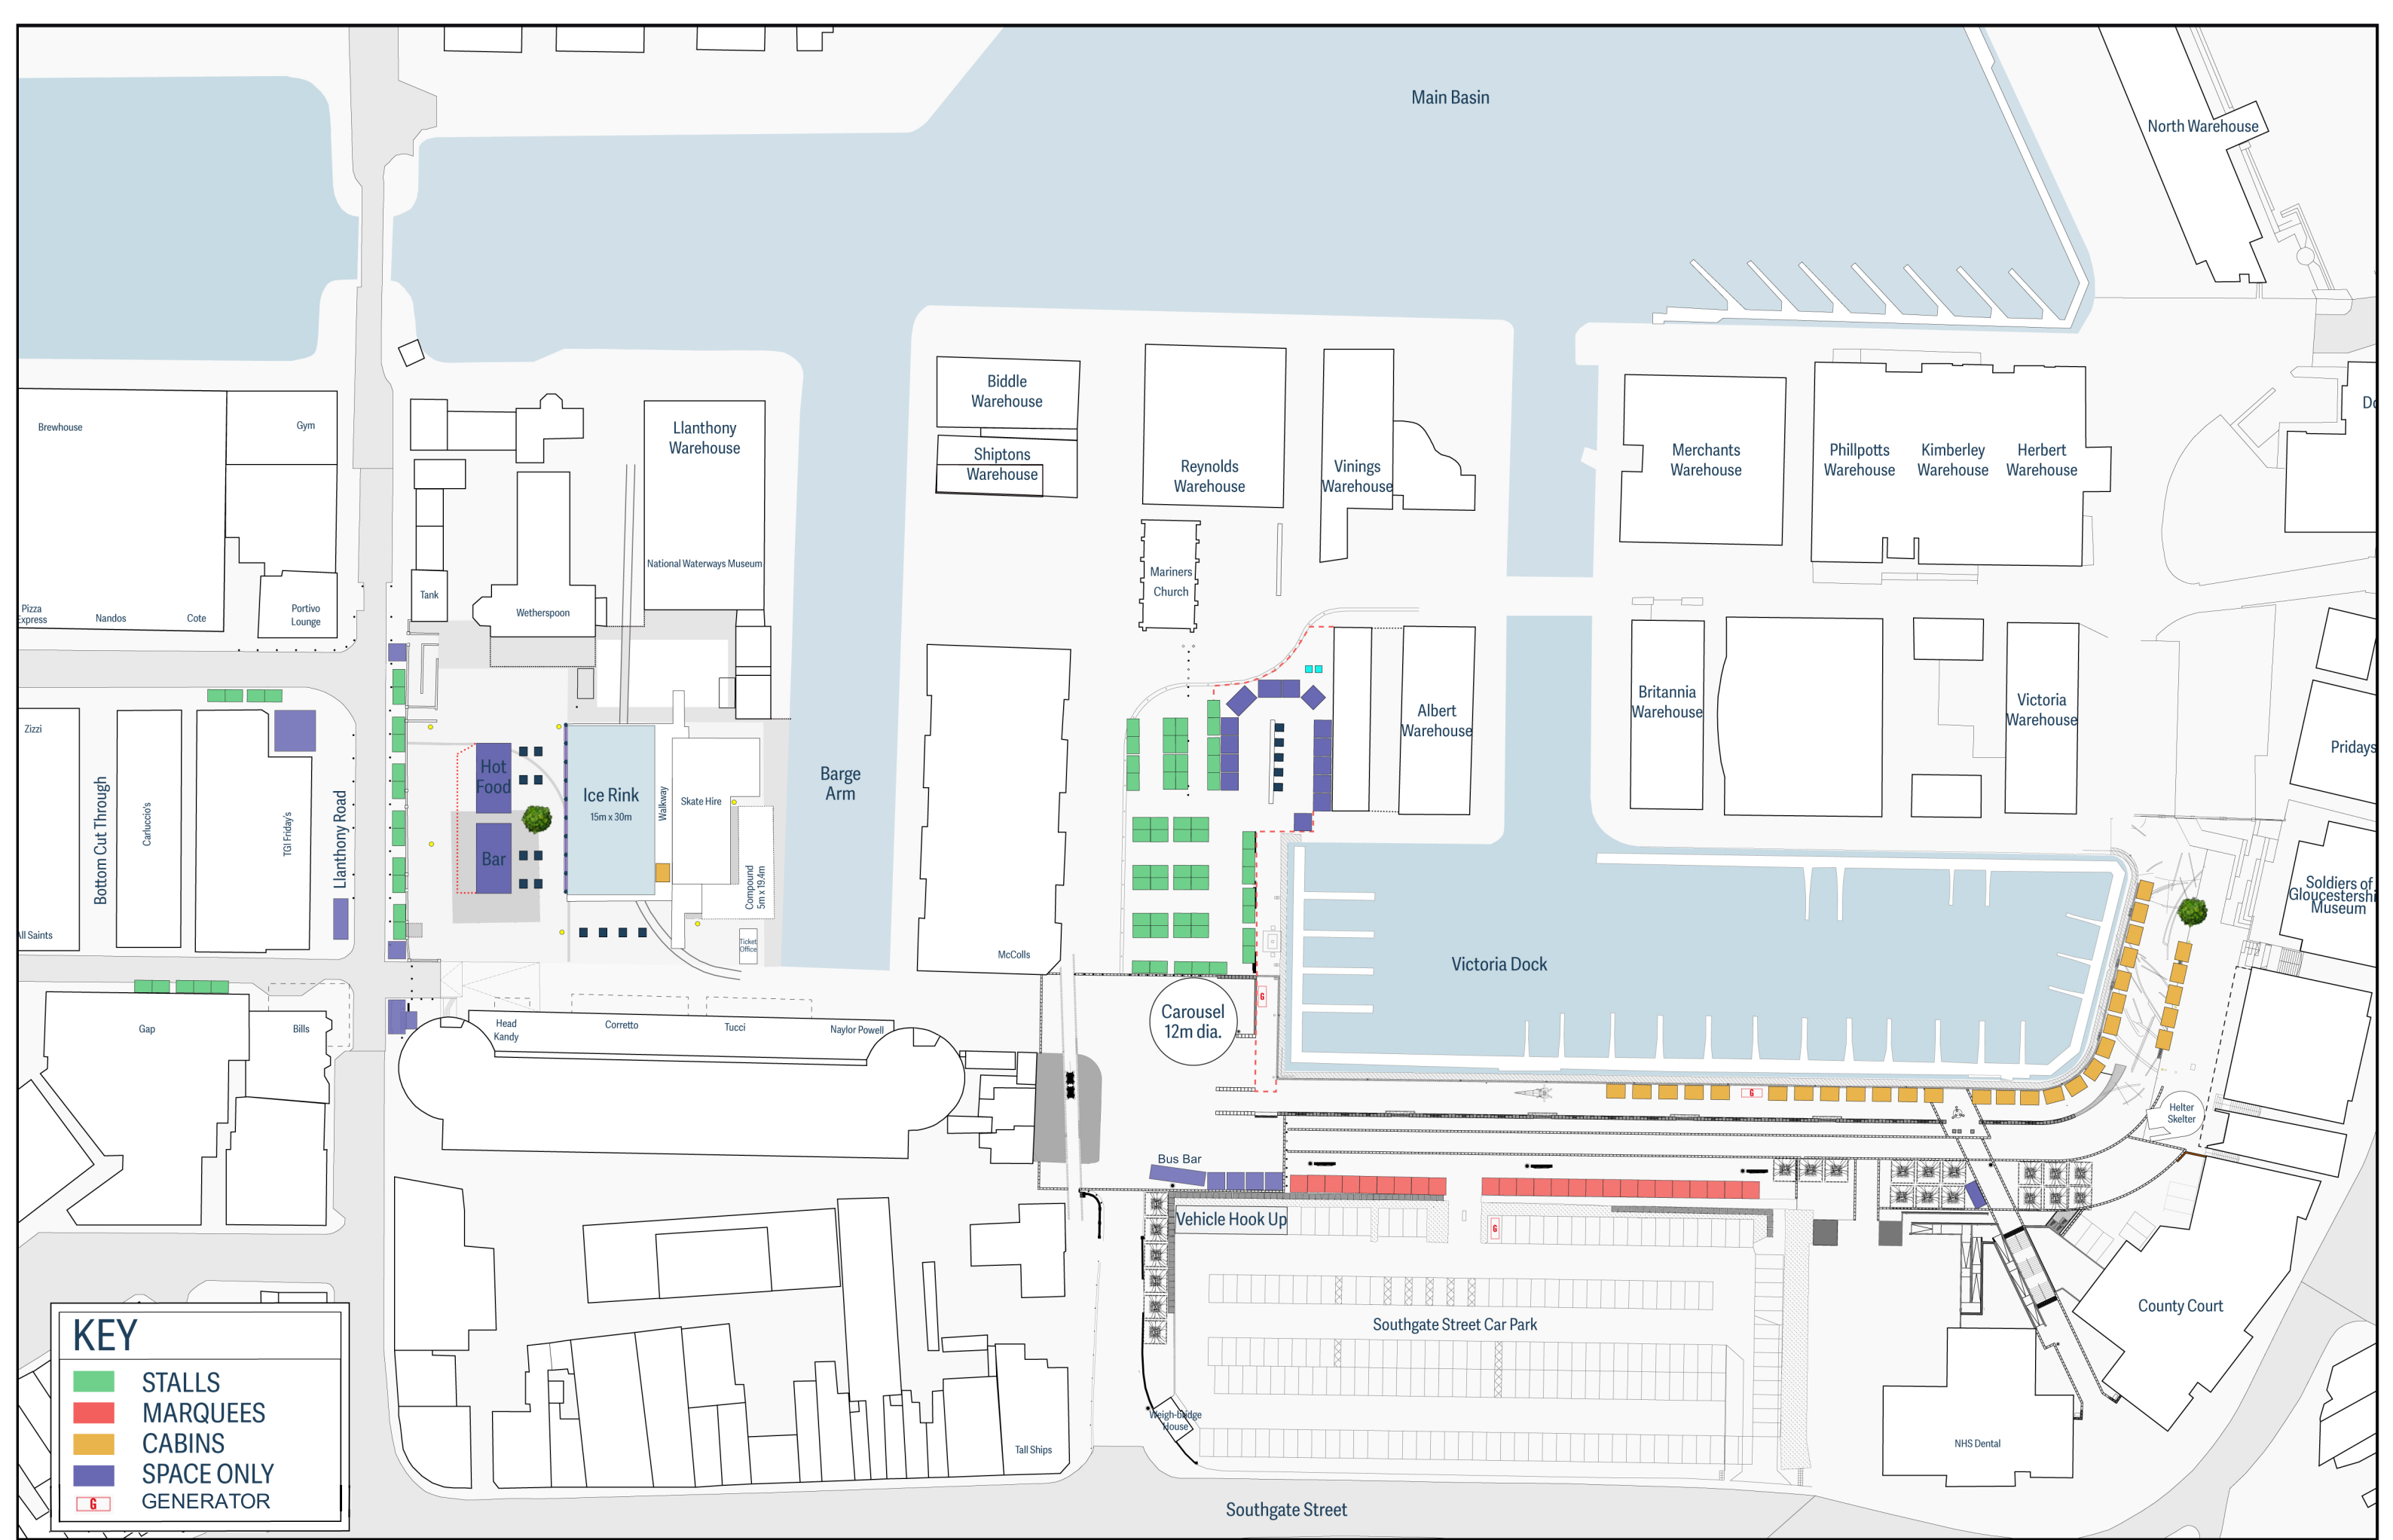 Main Basin
North Warehouse
Biddle
Warehouse
Shiptons
Warehouse
Llanthony
Warehouse
National Waterways Museum
Brewhouse
Gym
Reynolds
Warehouse
Vinings
Warehouse
Merchants
Warehouse
Phillpotts
Warehouse
Kimberley
Warehouse
Herbert
Warehouse
Mariners
Church
Tank
Wetherspoon
Pizza
Express
Nandos
Cote
Portivo
Lounge
Zizzi
Bottom Cut Through
Carluccio's
TGI Friday's
Llanthony Road
All Saints
Hot
Food
Bar
Ice Rink
15m x 30m
Walkway
Skate Hire
Compound
5m x 19.4m
Ticket
Office
Barge
Arm
McColls
Albert
Warehouse
Britannia
Warehouse
Victoria
Warehouse
Pridays
Soldiers of
Gloucestershi
Museum
Victoria Dock
Carousel
12m dia.
G
Gap
Bills
Head
Kandy
Corretto
Tucci
Naylor Powell
G
Helter
Skelter
Bus Bar
Vehicle Hook Up
G
Southgate Street Car Park
County Court
Weigh-bridge
House
Tall Ships
NHS Dental
Southgate Street
KEY
STALLS
MARQUEES
CABINS
SPACE ONLY
G GENERATOR